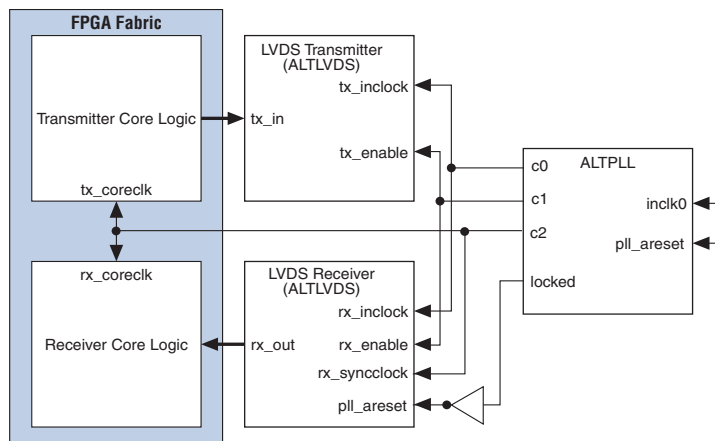 FPGA Fabric
Transmitter Core Logic
tx_coreclk
rx_coreclk
Receiver Core Logic
LVDS Transmitter
(ALTLVDS)
tx_inclock
tx_in
tx_enable
LVDS Receiver
(ALTLVDS)
rx_inclock
rx_out
rx_enable
rx_syncclock
pll_areset
ALTPLL
c0
c1
c2
locked
inclk0
pll_areset